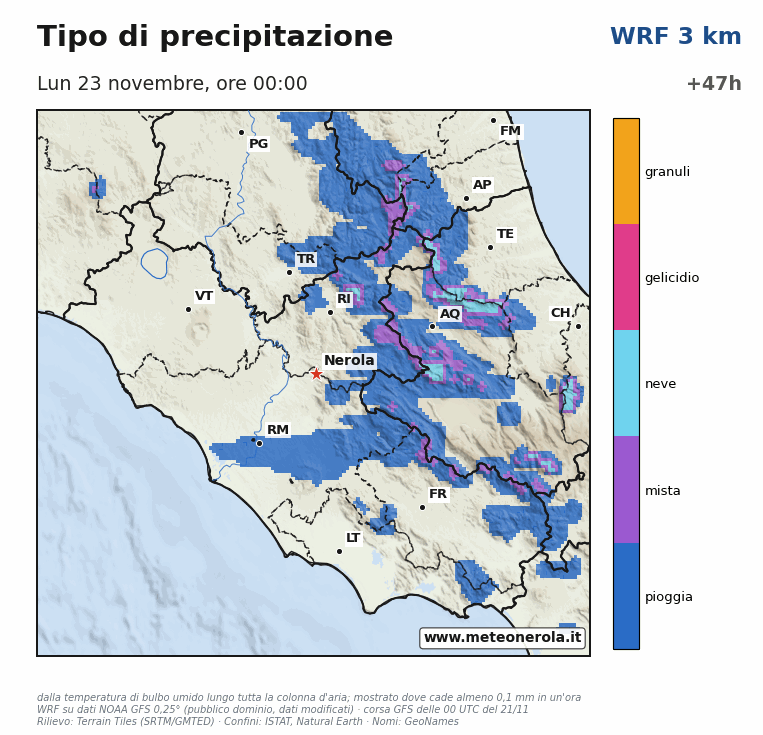 Tipo di precipitazione
WRF 3 km
Lun 23 novembre, ore 00:00
+47h
FM
PG
AP
TE
TR
VT
RI
AQ
CH
Nerola
RM
FR
LT
www.meteonerola.it
granuli
gelicidio
neve
mista
pioggia
dalla temperatura di bulbo umido lungo tutta la colonna d'aria; mostrato dove cade almeno 0,1 mm in un'ora
WRF su dati NOAA GFS 0,25° (pubblico dominio, dati modificati) · corsa GFS delle 00 UTC del 21/11
Rilievo: Terrain Tiles (SRTM/GMTED) · Confini: ISTAT, Natural Earth · Nomi: GeoNames